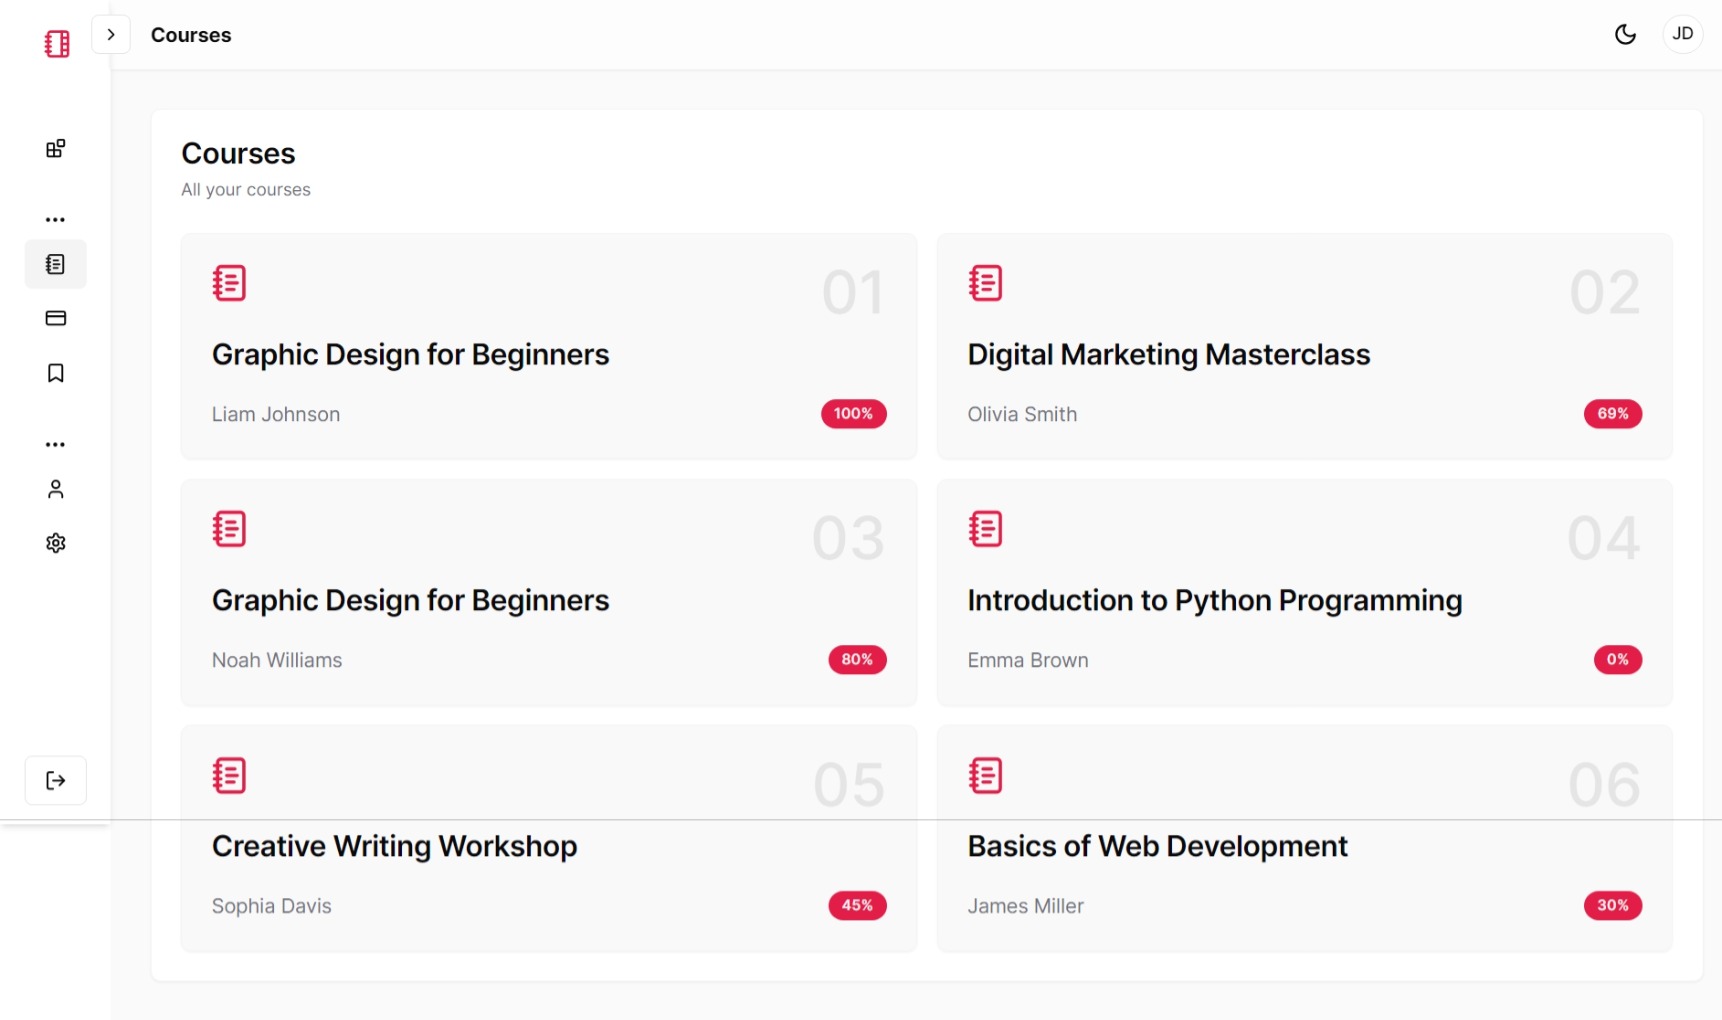 Courses
JD
Courses
All your courses
01
Graphic Design for Beginners
Liam Johnson
100%
02
Digital Marketing Masterclass
Olivia Smith
69%
03
Graphic Design for Beginners
Noah Williams
80%
04
Introduction to Python Programming
Emma Brown
0%
05
Creative Writing Workshop
Sophia Davis
45%
06
Basics of Web Development
James Miller
30%